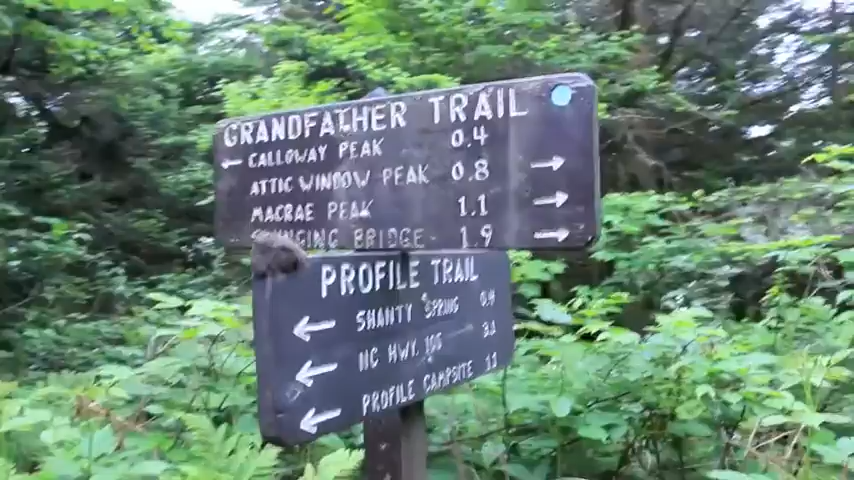 GRANDFATHER TRAIL
← CALLOWAY PEAK 0.4
ATTIC WINDOW PEAK 0.8 →
MACRAE PEAK 1.1 →
SWINGING BRIDGE 1.9 →
PROFILE TRAIL
← SHANTY SPRING 0.4
← NC HWY. 105 3.1
← PROFILE CAMPSITE 1.1